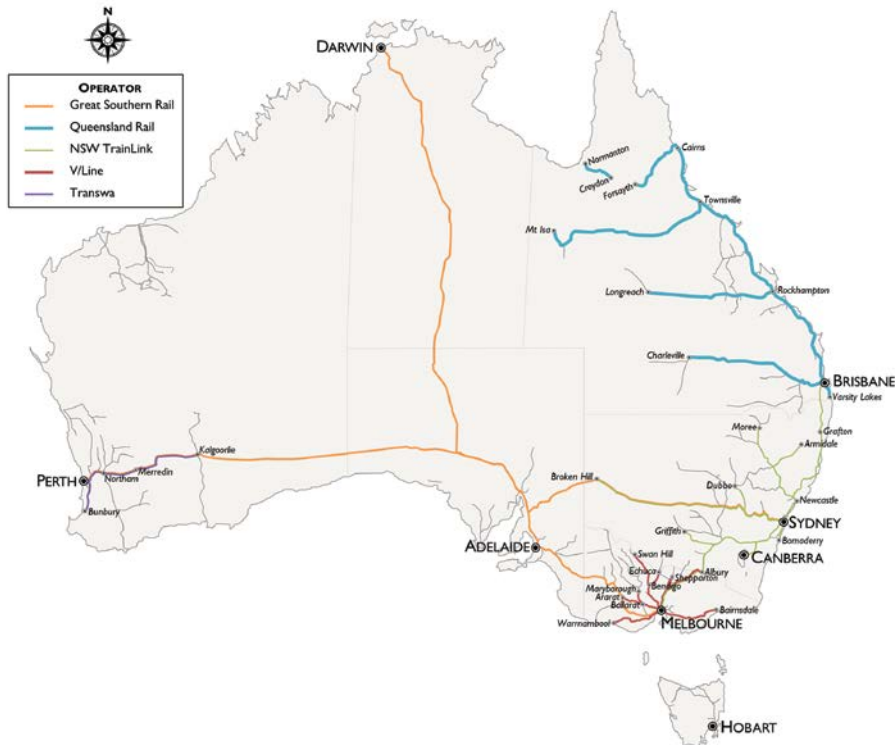 N
DARWIN
OPERATOR
Great Southern Rail
Queensland Rail
NSW TrainLink
V/Line
Transwa
Cairns
Normanton
Croydon
Forsyth
Townsville
Mt Isa
Longreach
Rockhampton
Charleville
BRISBANE
Varsity Lakes
Moree
Grafton
Armidale
Kalgoorlie
Merredin
Northam
PERTH
Bunbury
Broken Hill
Dubbo
Newcastle
SYDNEY
Griffith
Bomaderry
ADELAIDE
CANBERRA
Swan Hill
Echuca
Albury
Shepparton
Bendigo
Maryborough
Ararat
Ballarat
Bairnsdale
Warrnambool
MELBOURNE
HOBART